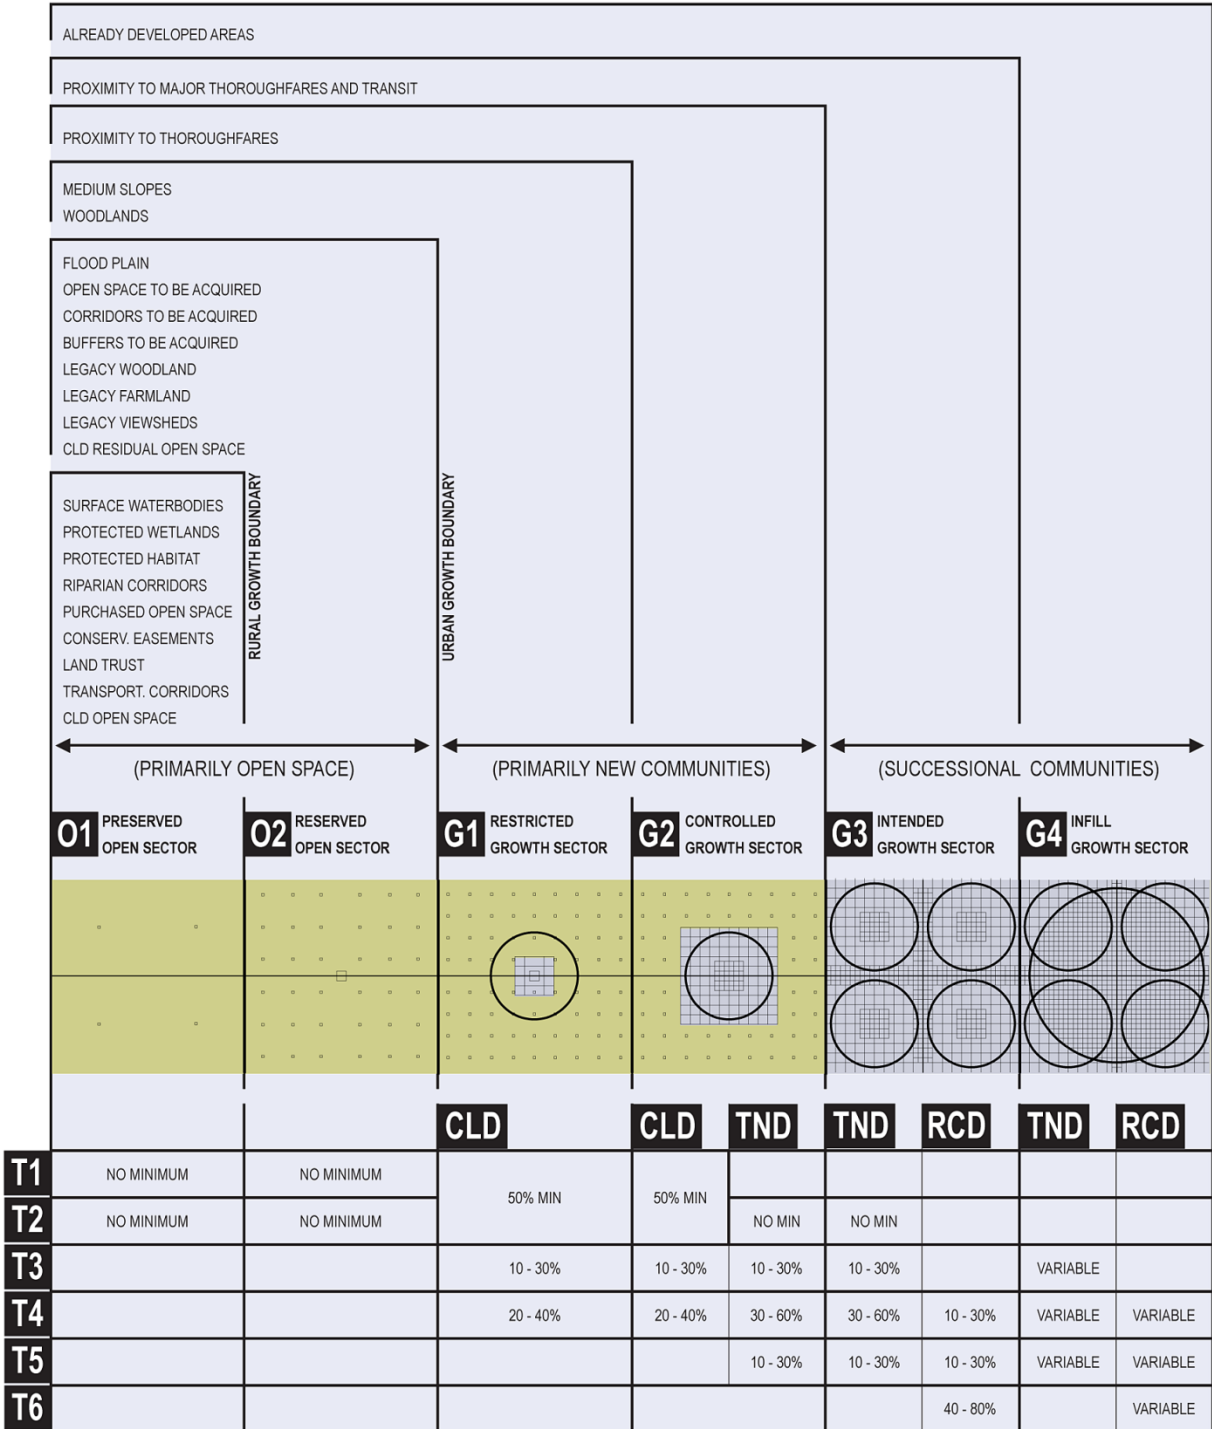 ALREADY DEVELOPED AREAS
PROXIMITY TO MAJOR THOROUGHFARES AND TRANSIT
PROXIMITY TO THOROUGHFARES
MEDIUM SLOPES
WOODLANDS
FLOOD PLAIN
OPEN SPACE TO BE ACQUIRED
CORRIDORS TO BE ACQUIRED
BUFFERS TO BE ACQUIRED
LEGACY WOODLAND
LEGACY FARMLAND
LEGACY VIEWSHEDS
CLD RESIDUAL OPEN SPACE
SURFACE WATERBODIES
PROTECTED WETLANDS
PROTECTED HABITAT
RIPARIAN CORRIDORS
PURCHASED OPEN SPACE
CONSERV. EASEMENTS
LAND TRUST
TRANSPORT. CORRIDORS
CLD OPEN SPACE
RURAL GROWTH BOUNDARY
URBAN GROWTH BOUNDARY
(PRIMARILY OPEN SPACE)
(PRIMARILY NEW COMMUNITIES)
(SUCCESSIONAL COMMUNITIES)
O1 PRESERVED
OPEN SECTOR
O2 RESERVED
OPEN SECTOR
G1 RESTRICTED
GROWTH SECTOR
G2 CONTROLLED
GROWTH SECTOR
G3 INTENDED
GROWTH SECTOR
G4 INFILL
GROWTH SECTOR
CLD CLD TND TND RCD TND RCD
T1 NO MINIMUM NO MINIMUM
50% MIN 50% MIN
T2 NO MINIMUM NO MINIMUM NO MIN NO MIN
T3 10 - 30% 10 - 30% 10 - 30% 10 - 30% VARIABLE
T4 20 - 40% 20 - 40% 30 - 60% 30 - 60% 10 - 30% VARIABLE VARIABLE
T5 10 - 30% 10 - 30% 10 - 30% VARIABLE VARIABLE
T6 40 - 80% VARIABLE